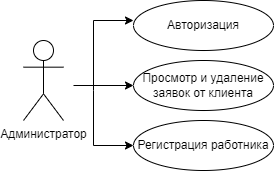 Авторизация
Просмотр и удаление
заявок от клиента
Администратор
Регистрация работника